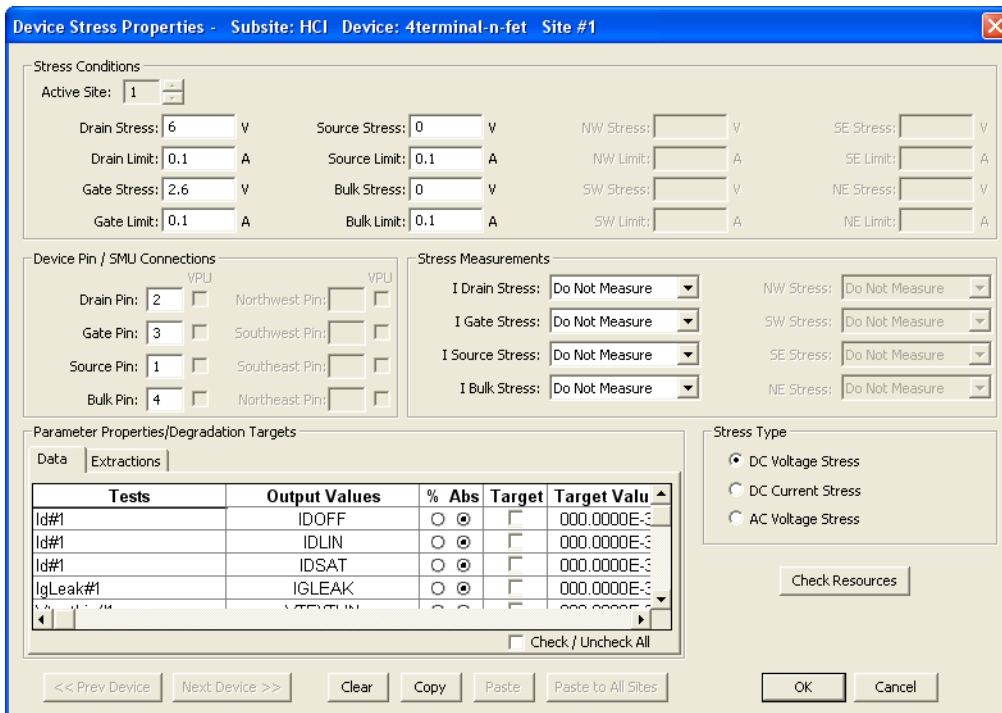 Device Stress Properties - Subsite: HCI Device: 4terminal-n-fet Site #1
Stress Conditions
Active Site: 1
Drain Stress: 6 V Source Stress: 0 V NW Stress: V SE Stress: V
Drain Limit: 0.1 A Source Limit: 0.1 A NW Limit: A SE Limit: A
Gate Stress: 2.6 V Bulk Stress: 0 V SW Stress: V NE Stress: V
Gate Limit: 0.1 A Bulk Limit: 0.1 A SW Limit: A NE Limit: A
Device Pin / SMU Connections
VPU VPU
Drain Pin: 2 Northwest Pin:
Gate Pin: 3 Southwest Pin:
Source Pin: 1 Southeast Pin:
Bulk Pin: 4 Northeast Pin:
Stress Measurements
I Drain Stress: Do Not Measure NW Stress: Do Not Measure
I Gate Stress: Do Not Measure SW Stress: Do Not Measure
I Source Stress: Do Not Measure SE Stress: Do Not Measure
I Bulk Stress: Do Not Measure NE Stress: Do Not Measure
Parameter Properties/Degradation Targets
Data Extractions
Tests Output Values % Abs Target Target Valu
Id#1 IDOFF 000.0000E-3
Id#1 IDLIN 000.0000E-3
Id#1 IDSAT 000.0000E-3
IgLeak#1 IGLEAK 000.0000E-3
Check / Uncheck All
Stress Type
DC Voltage Stress
DC Current Stress
AC Voltage Stress
Check Resources
<< Prev Device Next Device >> Clear Copy Paste Paste to All Sites OK Cancel